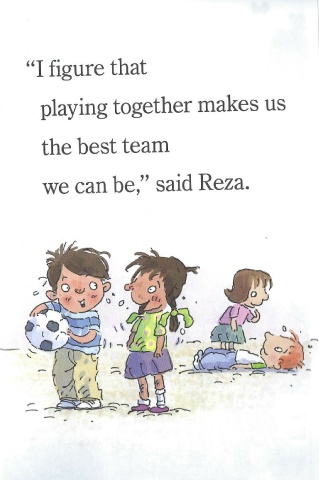 “I figure that
playing together makes us
the best team
we can be,” said Reza.